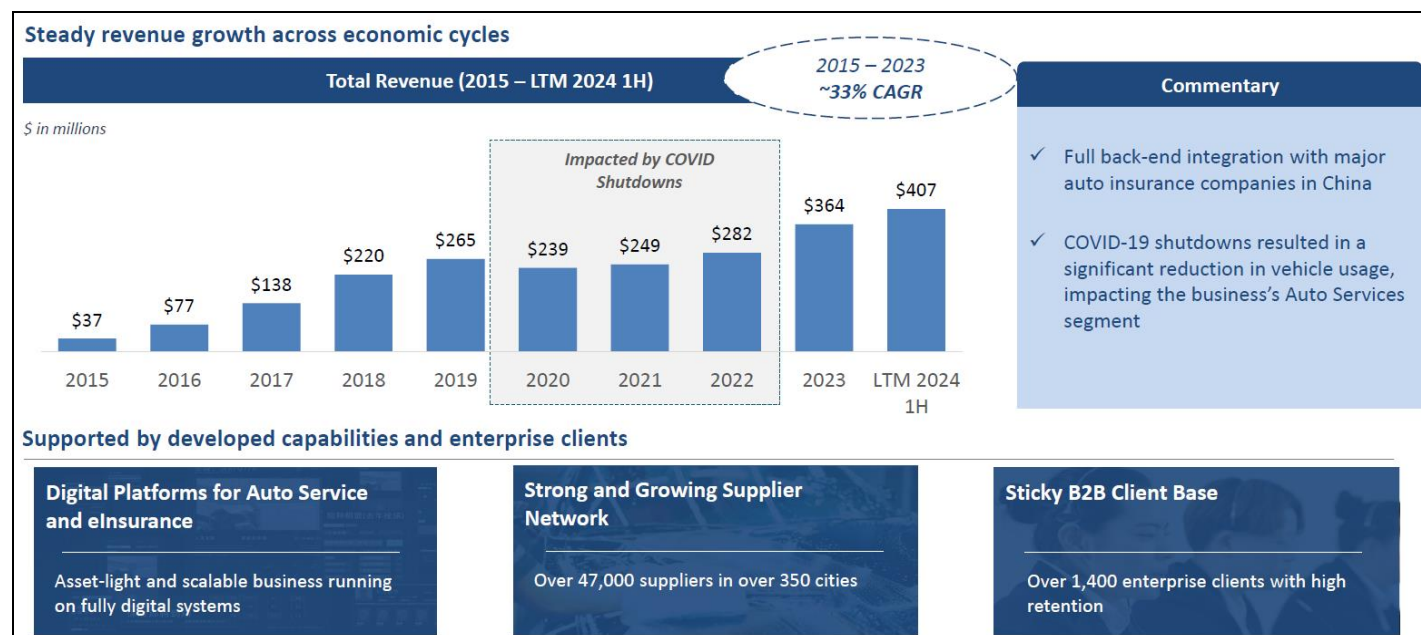 Steady revenue growth across economic cycles
Total Revenue (2015 – LTM 2024 1H)
2015 – 2023
~33% CAGR
$ in millions
Impacted by COVID
Shutdowns
$37
$77
$138
$220
$265
$239
$249
$282
$364
$407
2015
2016
2017
2018
2019
2020
2021
2022
2023
LTM 2024
1H
Commentary
✓ Full back-end integration with major
auto insurance companies in China
✓ COVID-19 shutdowns resulted in a
significant reduction in vehicle usage,
impacting the business’s Auto Services
segment
Supported by developed capabilities and enterprise clients
Digital Platforms for Auto Service
and eInsurance
Asset-light and scalable business running
on fully digital systems
Strong and Growing Supplier
Network
Over 47,000 suppliers in over 350 cities
Sticky B2B Client Base
Over 1,400 enterprise clients with high
retention